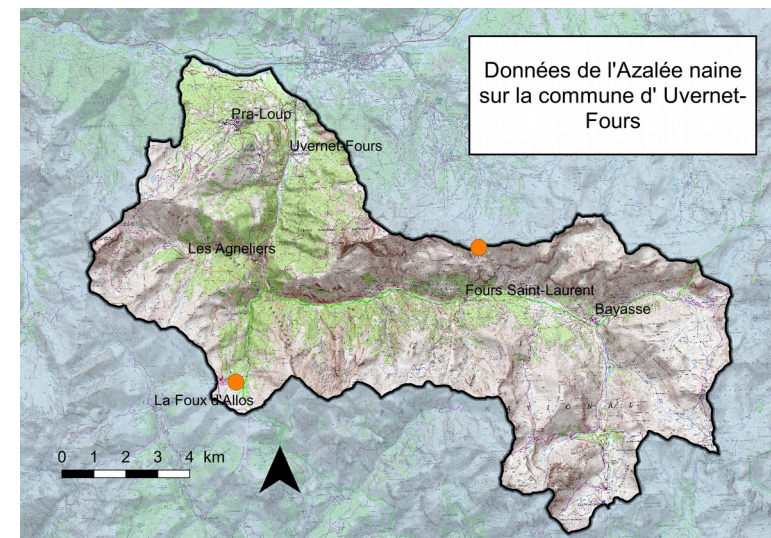 Données de l'Azalée naine
sur la commune d' Uvernet-
Fours
Pra-Loup
Uvernet-Fours
Les Agneliers
Fours Saint-Laurent
Bayasse
La Foux d'Allos
0 1 2 3 4 km